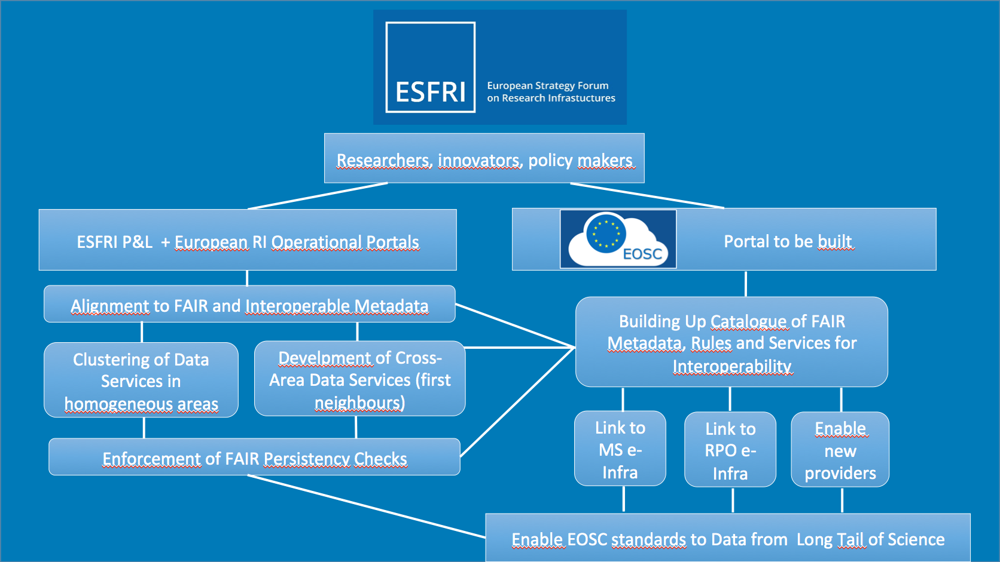 ESFRI
European Strategy Forum
on Research Infrastuctures
Researchers, innovators, policy makers
ESFRI P&L + European RI Operational Portals
EOSC
Portal to be built
Alignment to FAIR and Interoperable Metadata
Building Up Catalogue of FAIR
Metadata, Rules and Services for
Interoperability
Clustering of Data
Services in
homogeneous areas
Develpment of Cross-
Area Data Services (first
neighbours)
Enforcement of FAIR Persistency Checks
Link to
MS e-
Infra
Link to
RPO e-
Infra
Enable
new
providers
Enable EOSC standards to Data from Long Tail of Science